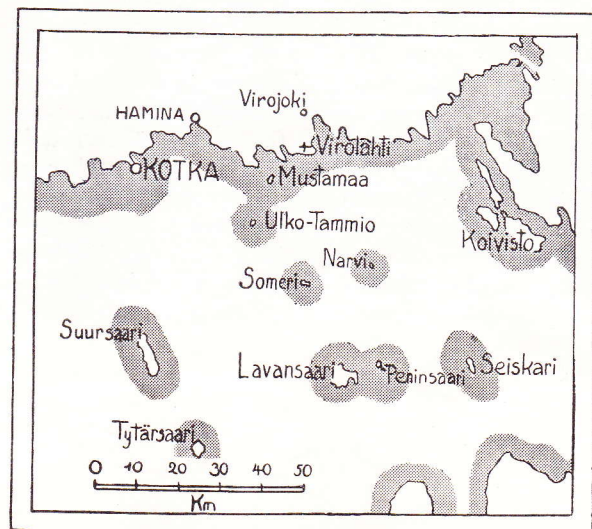 Virojoki
HAMINA
Virolahti
KOTKA
Mustamaa
Ulko-Tammio
Koivisto
Narvi
Someri
Suursaari
Lavansaari
Peninsaari
Seiskari
Tytärsaari
0 10 20 30 40 50
Km